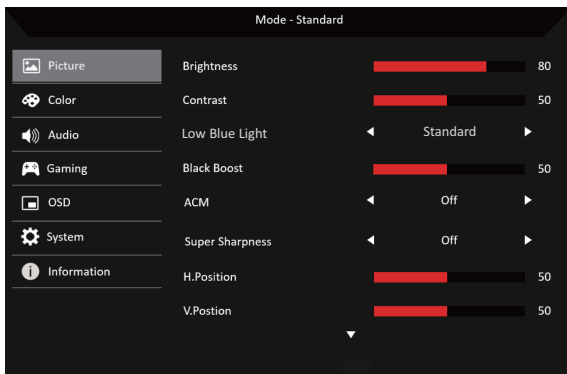 Mode - Standard
Picture
Color
Audio
Gaming
OSD
System
Information
Brightness 80
Contrast 50
Low Blue Light Standard
Black Boost 50
ACM Off
Super Sharpness Off
H.Position 50
V.Postion 50